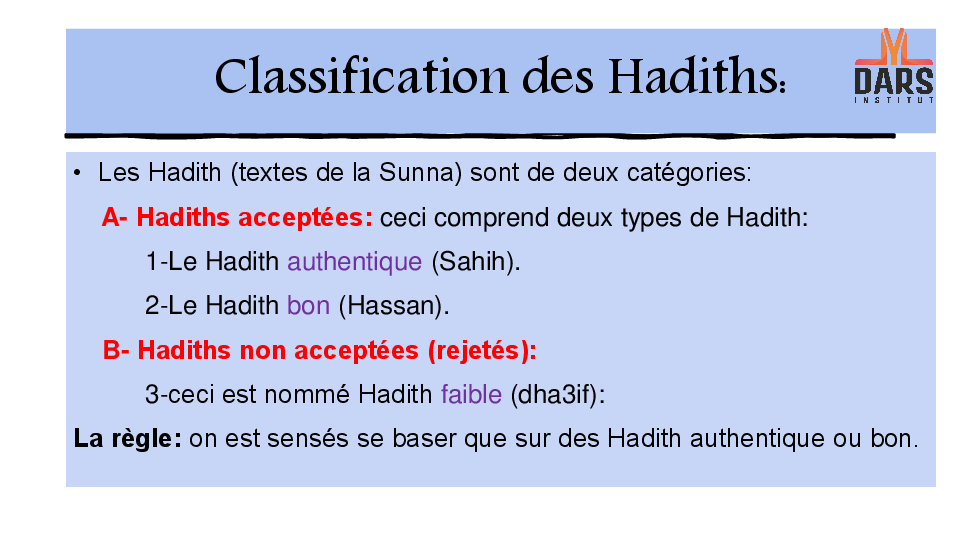 Classification des Hadiths:
DARS
INSTITUT
• Les Hadith (textes de la Sunna) sont de deux catégories:
A- Hadiths acceptées: ceci comprend deux types de Hadith:
1-Le Hadith authentique (Sahih).
2-Le Hadith bon (Hassan).
B- Hadiths non acceptées (rejetés):
3-ceci est nommé Hadith faible (dha3if):
La règle: on est sensés se baser que sur des Hadith authentique ou bon.